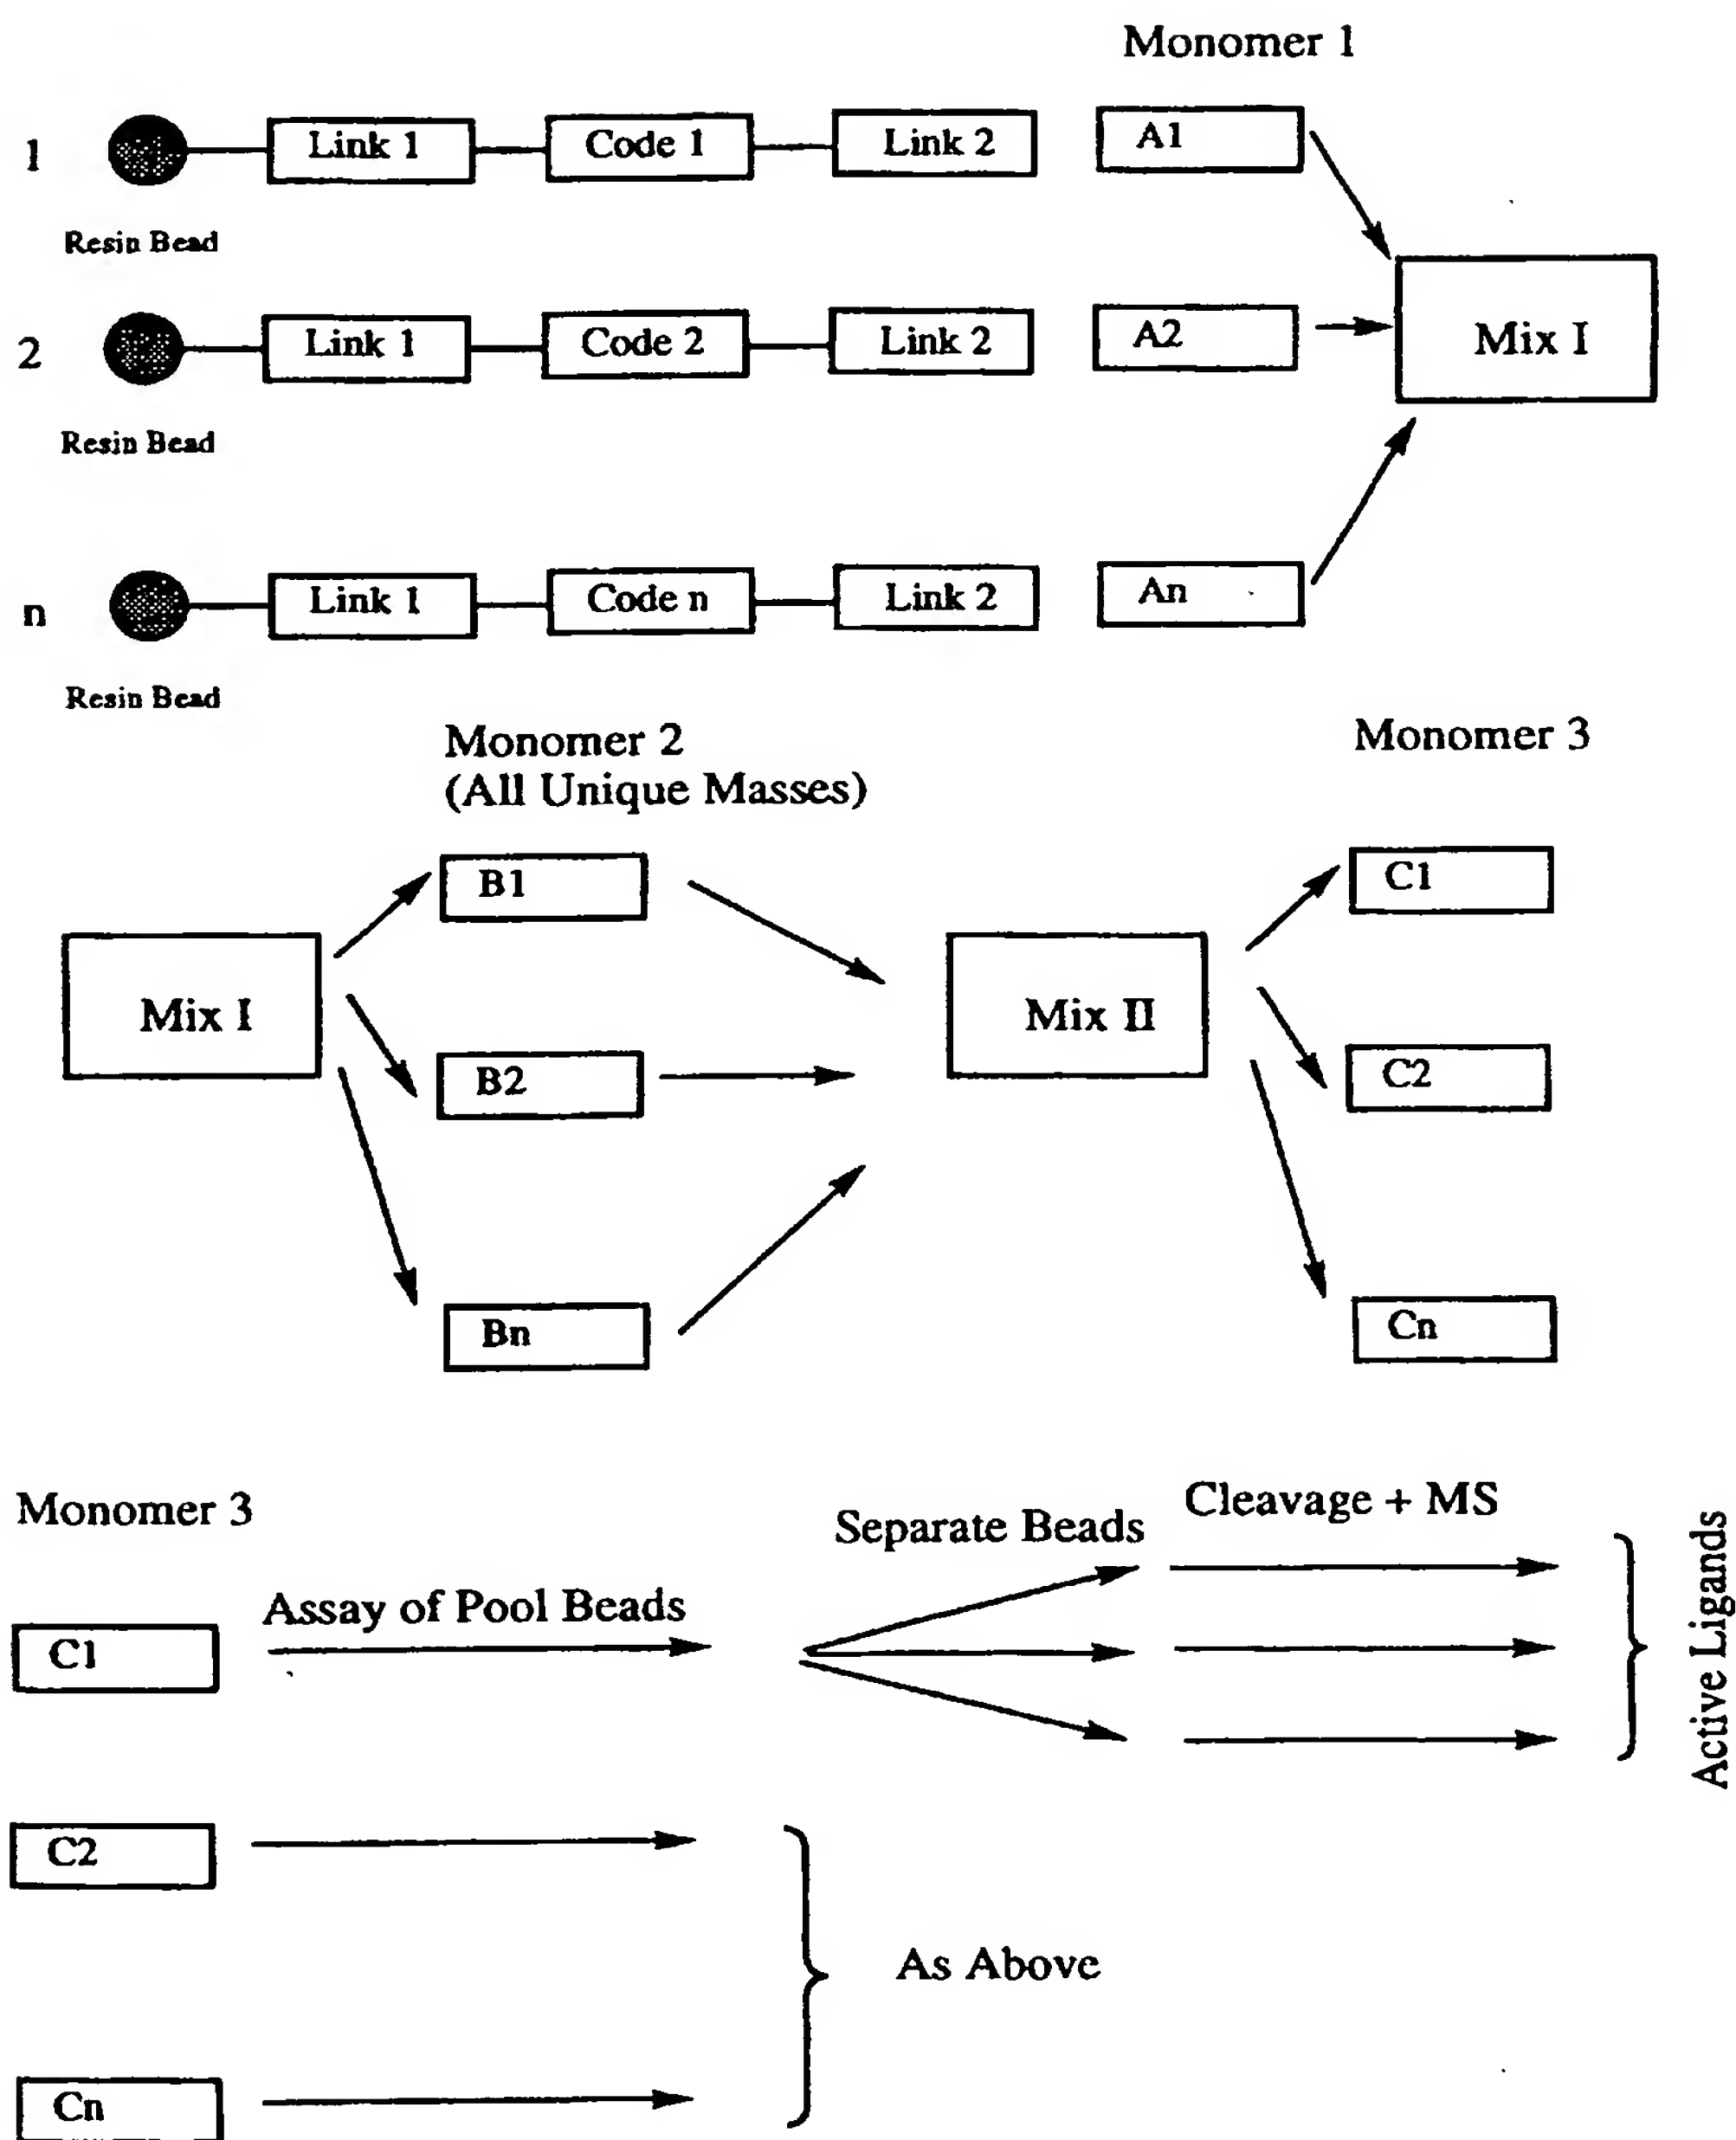 Monomer 1
1 Link 1 Code 1 Link 2 A1
Resin Bead
2 Link 1 Code 2 Link 2 A2 Mix I
Resin Bead
n Link 1 Code n Link 2 An
Resin Bead
Monomer 2
(All Unique Masses)
Monomer 3
B1 C1
Mix I Mix II
B2 C2
Bn Cn
Monomer 3
Separate Beads
Cleavage + MS
Assay of Pool Beads
C1
Active Ligands
C2
As Above
Cn